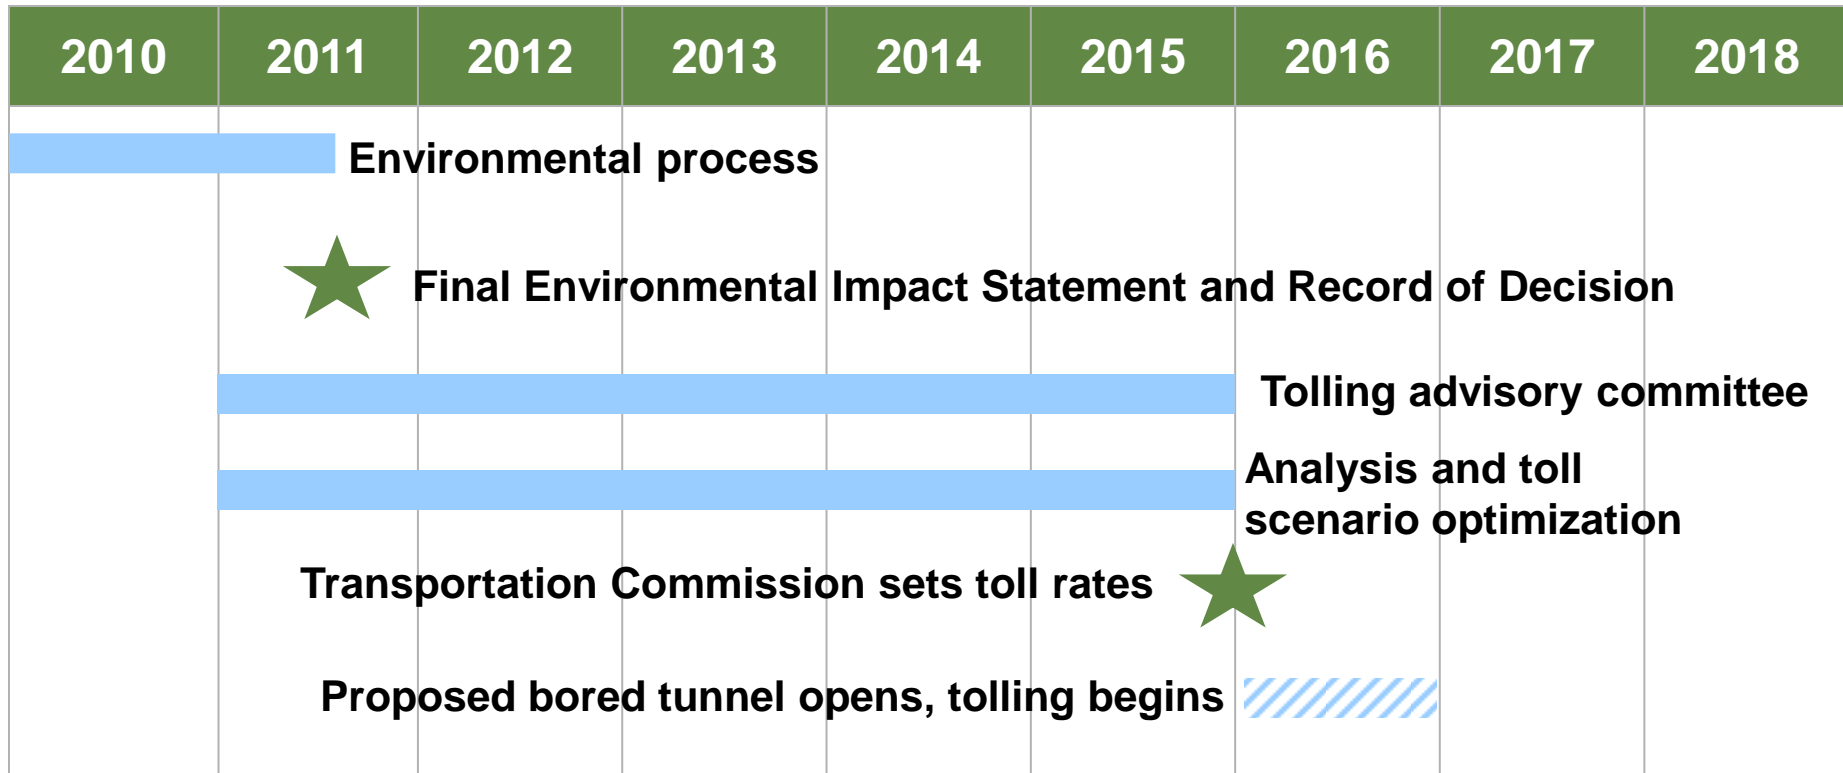 2010 2011 2012 2013 2014 2015 2016 2017 2018
Environmental process
Final Environmental Impact Statement and Record of Decision
Tolling advisory committee
Analysis and toll
scenario optimization
Transportation Commission sets toll rates
Proposed bored tunnel opens, tolling begins